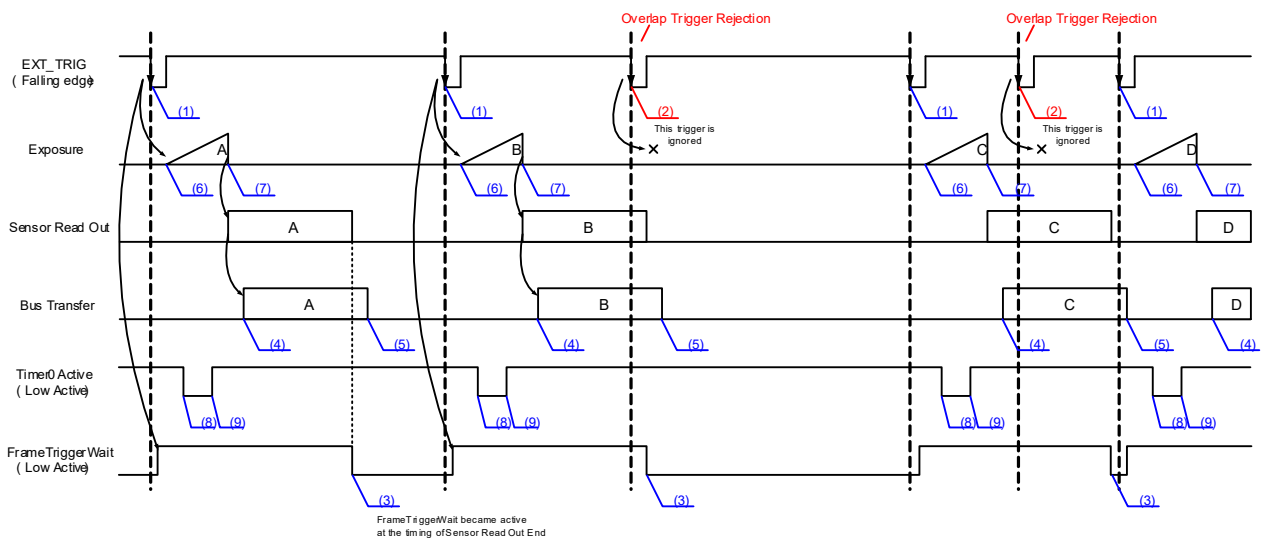 Overlap Trigger Rejection Overlap Trigger Rejection
EXT_TRIG
( Falling edge)
(1) (1) (2) (1) (2) (1)
This trigger is
ignored
This trigger is
ignored
Exposure
A B C D
(6) (7) (6) (7) (6) (7) (6) (7)
Sensor Read Out
A B C D
Bus Transfer
A B C D
(4) (5) (4) (5) (4) (5) (4)
Timer0 Active
( Low Active)
(8) (9) (8) (9) (8) (9) (8) (9)
FrameTriggerWait
( Low Active)
(3) (3) (3)
FrameTriggerWait became active
at the timing of Sensor Read Out End